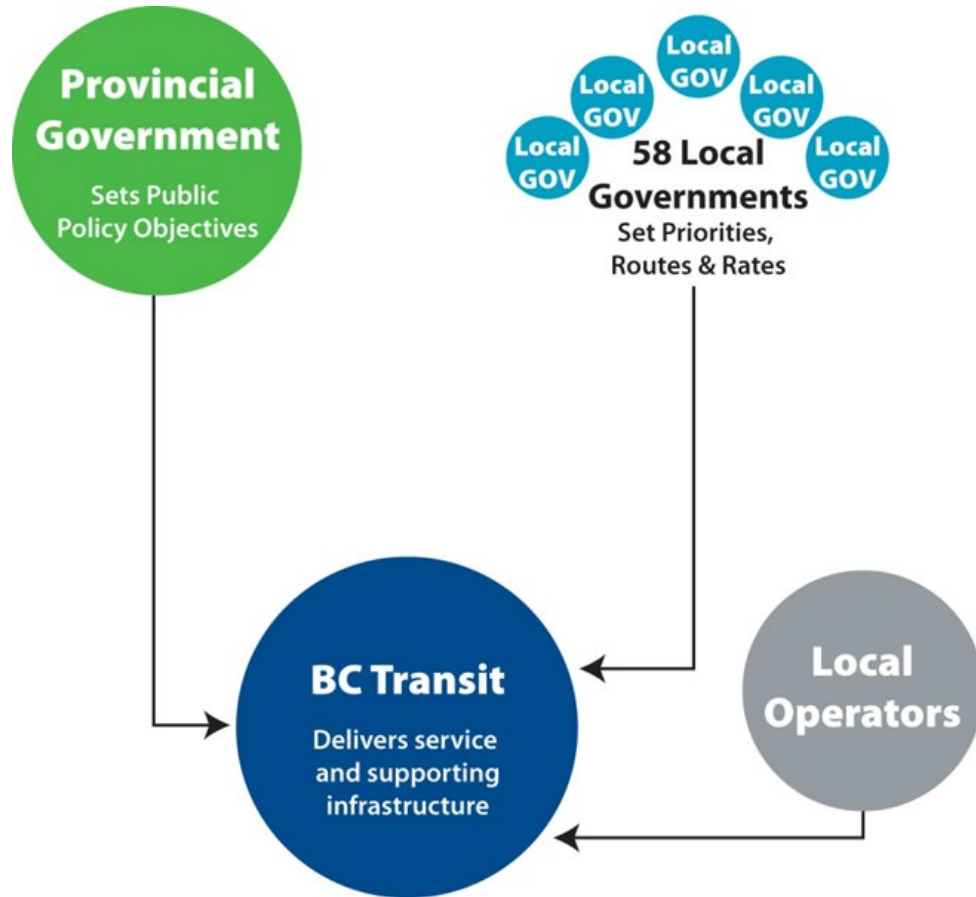 Provincial
Government
Sets Public
Policy Objectives
Local
GOV
Local
GOV
Local
GOV
Local
GOV
Local
GOV
58 Local
Governments
Set Priorities,
Routes & Rates
BC Transit
Delivers service
and supporting
infrastructure
Local
Operators